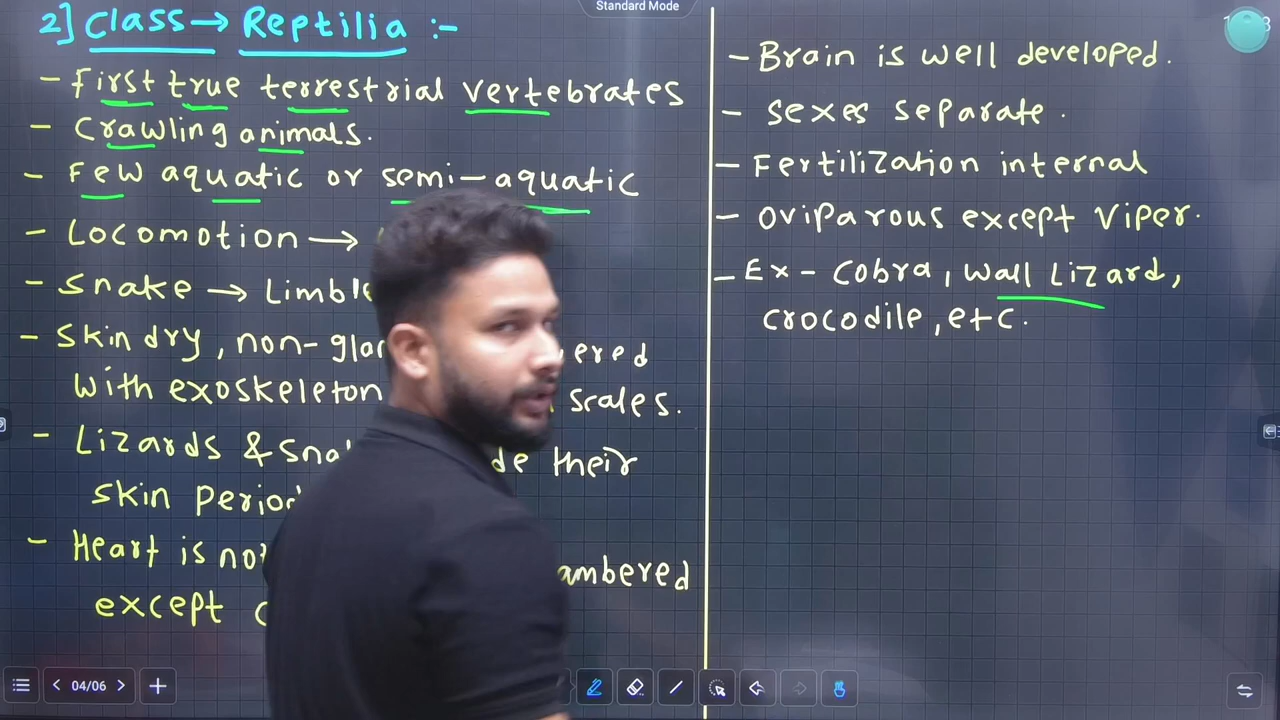 Standard Mode
2] Class → Reptilia :-
- First true terrestrial vertebrates
- Crawling animals.
- Few aquatic or semi-aquatic
- Locomotion →
- Snake → Limble
- Skin dry, non-glan ered
with exoskeleton scales.
- Lizards & Sna de their
skin period
- Heart is not ambered
except c
- Brain is well developed.
- Sexes separate.
- Fertilization internal
- Oviparous except Viper.
- Ex - Cobra, Wall Lizard,
crocodile, etc.
04/06